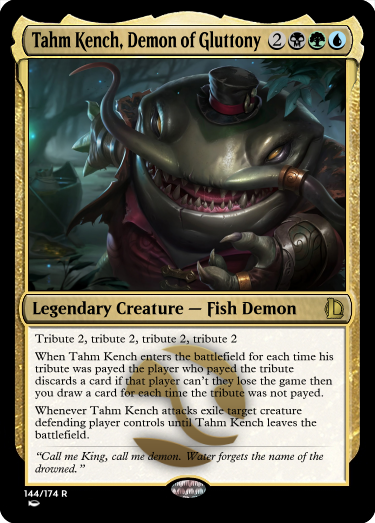 Tahm Kench, Demon of Gluttony 2
Legendary Creature — Fish Demon
Tribute 2, tribute 2, tribute 2, tribute 2
When Tahm Kench enters the battlefield for each time his
tribute was payed the player who payed the tribute
discards a card if that player can't they lose the game then
you draw a card for each time the tribute was not payed.
Whenever Tahm Kench attacks exile target creature
defending player controls until Tahm Kench leaves the
battlefield.
"Call me King, call me demon. Water forgets the name of the
drowned."
144/174 R